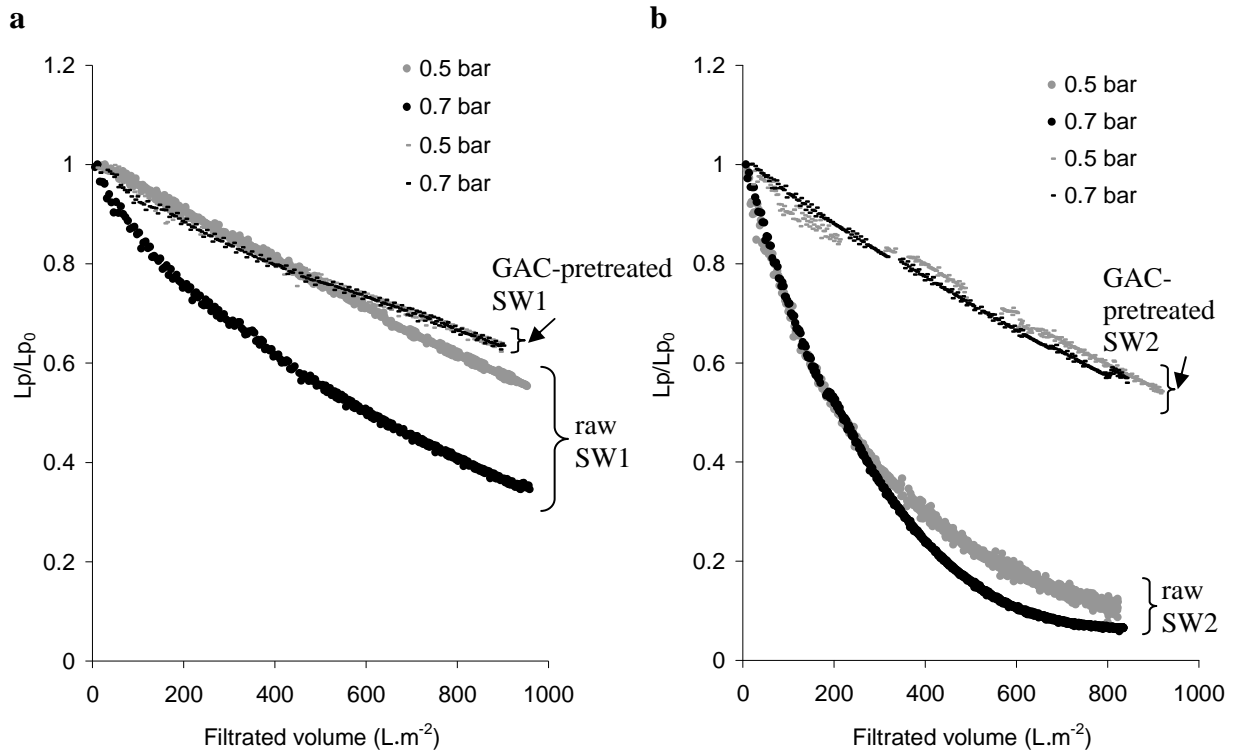 a
1.2
1
0.8
0.6
0.4
0.2
0
Lp/Lp0
0.5 bar
0.7 bar
0.5 bar
0.7 bar
GAC-pretreated
SW1
raw
SW1
0 200 400 600 800 1000
Filtrated volume (L.m-2)
b
1.2
1
0.8
0.6
0.4
0.2
0
Lp/Lp0
0.5 bar
0.7 bar
0.5 bar
0.7 bar
GAC-
pretreated
SW2
raw
SW2
0 200 400 600 800 1000
Filtrated volume (L.m-2)